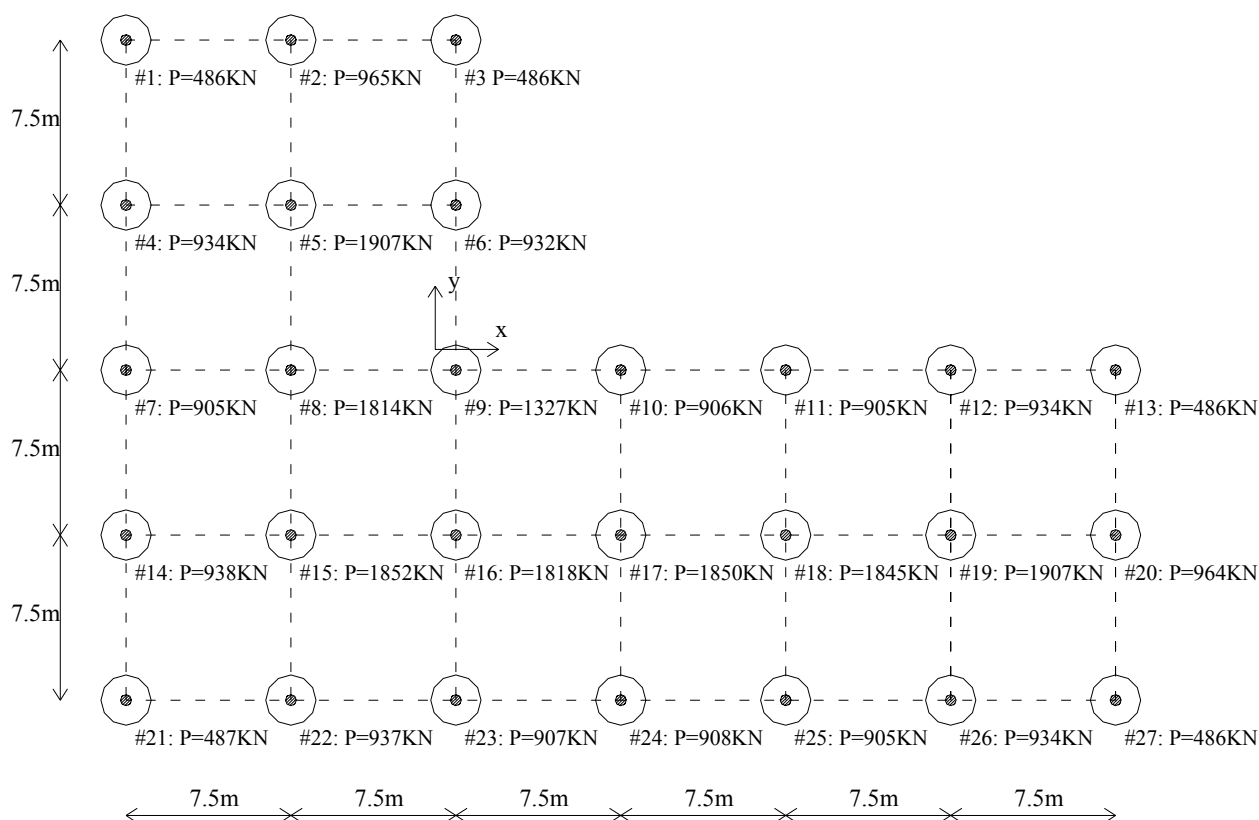 #1: P=486KN #2: P=965KN #3 P=486KN
7.5m
#4: P=934KN #5: P=1907KN #6: P=932KN
7.5m
y
x
#7: P=905KN #8: P=1814KN #9: P=1327KN #10: P=906KN #11: P=905KN #12: P=934KN #13: P=486KN
7.5m
#14: P=938KN #15: P=1852KN #16: P=1818KN #17: P=1850KN #18: P=1845KN #19: P=1907KN #20: P=964KN
7.5m
#21: P=487KN #22: P=937KN #23: P=907KN #24: P=908KN #25: P=905KN #26: P=934KN #27: P=486KN
7.5m 7.5m 7.5m 7.5m 7.5m 7.5m